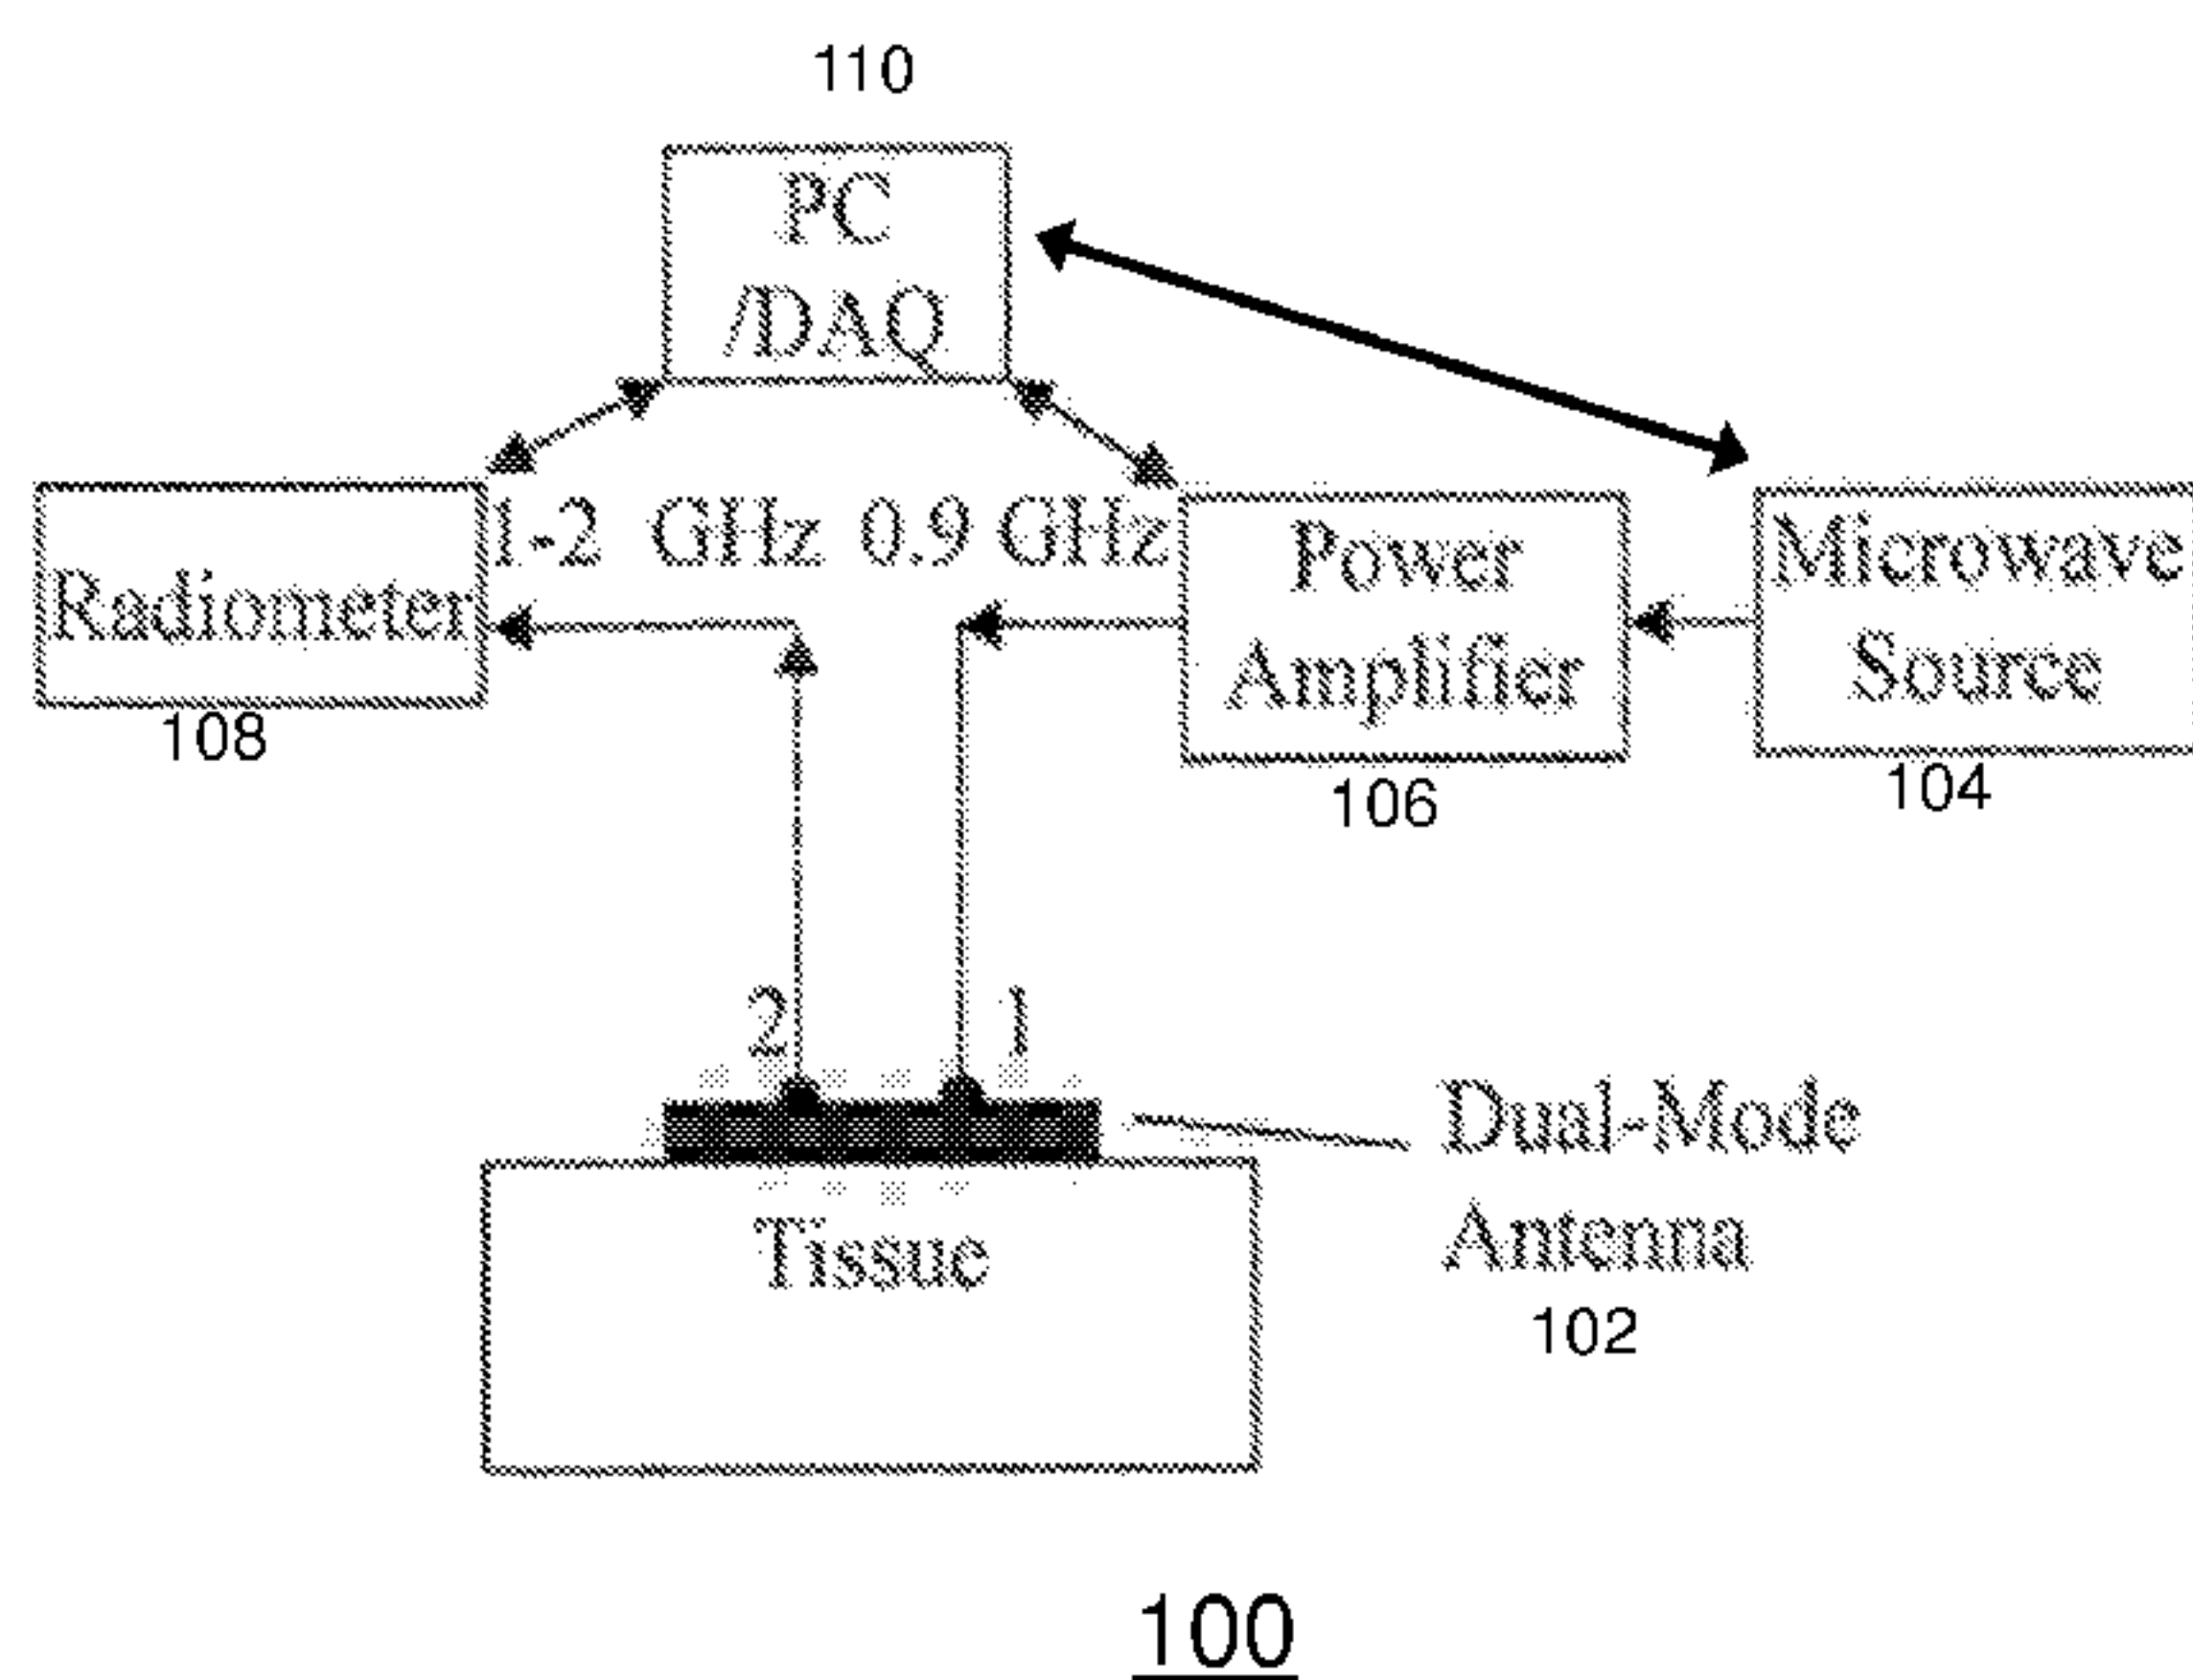 110
PC
/DAQ
1-2 GHz 0.9 GHz
Radiometer
108
Power
Amplifier
106
Microwave
Source
104
2
1
Dual-Mode
Antenna
102
Tissue
100